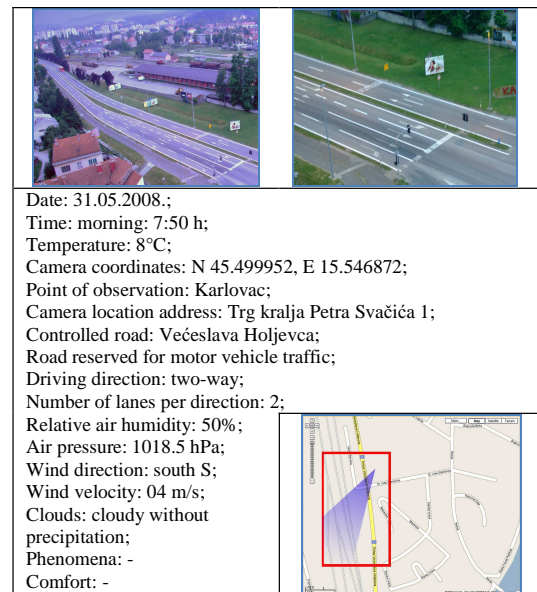 Date: 31.05.2008.;
Time: morning: 7:50 h;
Temperature: 8°C;
Camera coordinates: N 45.499952, E 15.546872;
Point of observation: Karlovac;
Camera location address: Trg kralja Petra Svačića 1;
Controlled road: Većeslava Holjevca;
Road reserved for motor vehicle traffic;
Driving direction: two-way;
Number of lanes per direction: 2;
Relative air humidity: 50%;
Air pressure: 1018.5 hPa;
Wind direction: south S;
Wind velocity: 04 m/s;
Clouds: cloudy without
precipitation;
Phenomena: -
Comfort: -